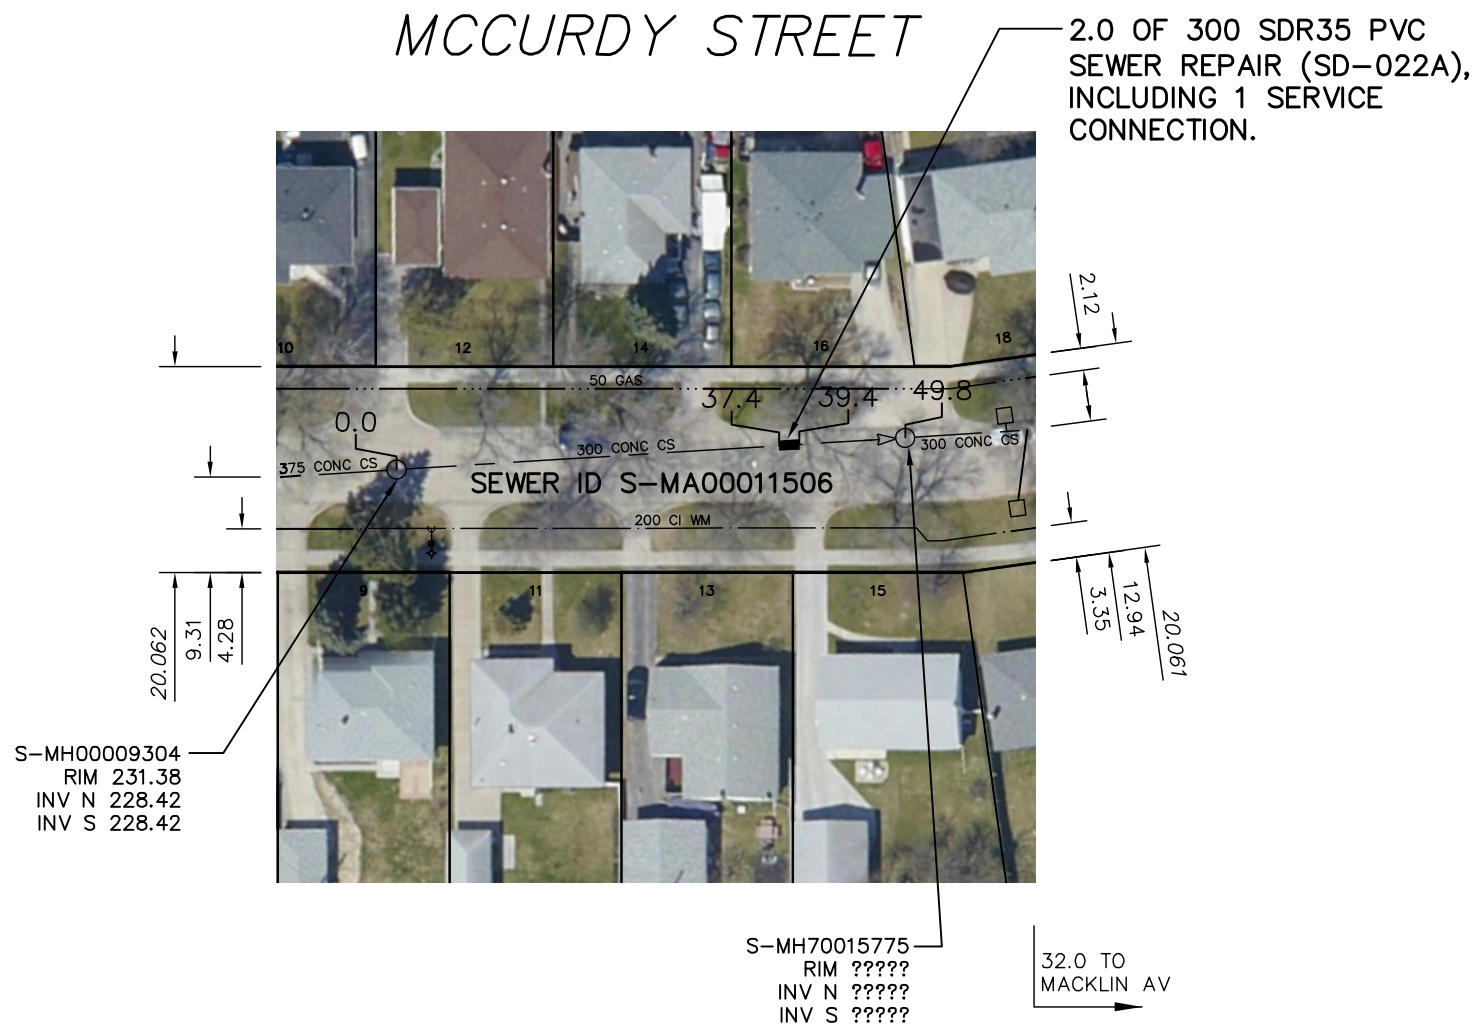 MCCURDY STREET
2.0 OF 300 SDR35 PVC
SEWER REPAIR (SD-022A),
INCLUDING 1 SERVICE
CONNECTION.
2.12
10
12
14
16
18
50 GAS
0.0
37.4
39.4
49.8
375 CONC CS
300 CONC CS
300 CONC CS
SEWER ID S-MA00011506
200 CI WM
9
11
13
15
20.062
9.31
4.28
3.35
12.94
20.061
S-MH00009304
RIM 231.38
INV N 228.42
INV S 228.42
S-MH70015775
RIM ?????
INV N ?????
INV S ?????
32.0 TO
MACKLIN AV